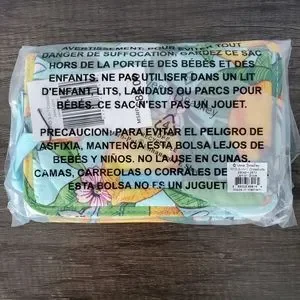 AVERTISSEMENT, POUR EVITER TOUT
DANGER DE SUFFOCATION, GARDEZ CE SAC
HORS DE LA PORTÉE DES BÉBÉS ET DES
ENFANTS. NE PAS UTILISER DANS UN LIT
D'ENFANT, LITS, LANDAUS OU PARCS POUR
BÉBÉS. CE SAC N'EST PAS UN JOUET.
PRECAUCION: PARA EVITAR EL PELIGRO DE
ASFIXIA, MANTENGA ESTA BOLSA LEJOS DE
BEBÉS Y NIÑOS. NO LA USE EN CUNAS,
CAMAS, CARREOLAS O CORRALES DE
ESTA BOLSA NO ES UN JUGUET
Vera Bradley